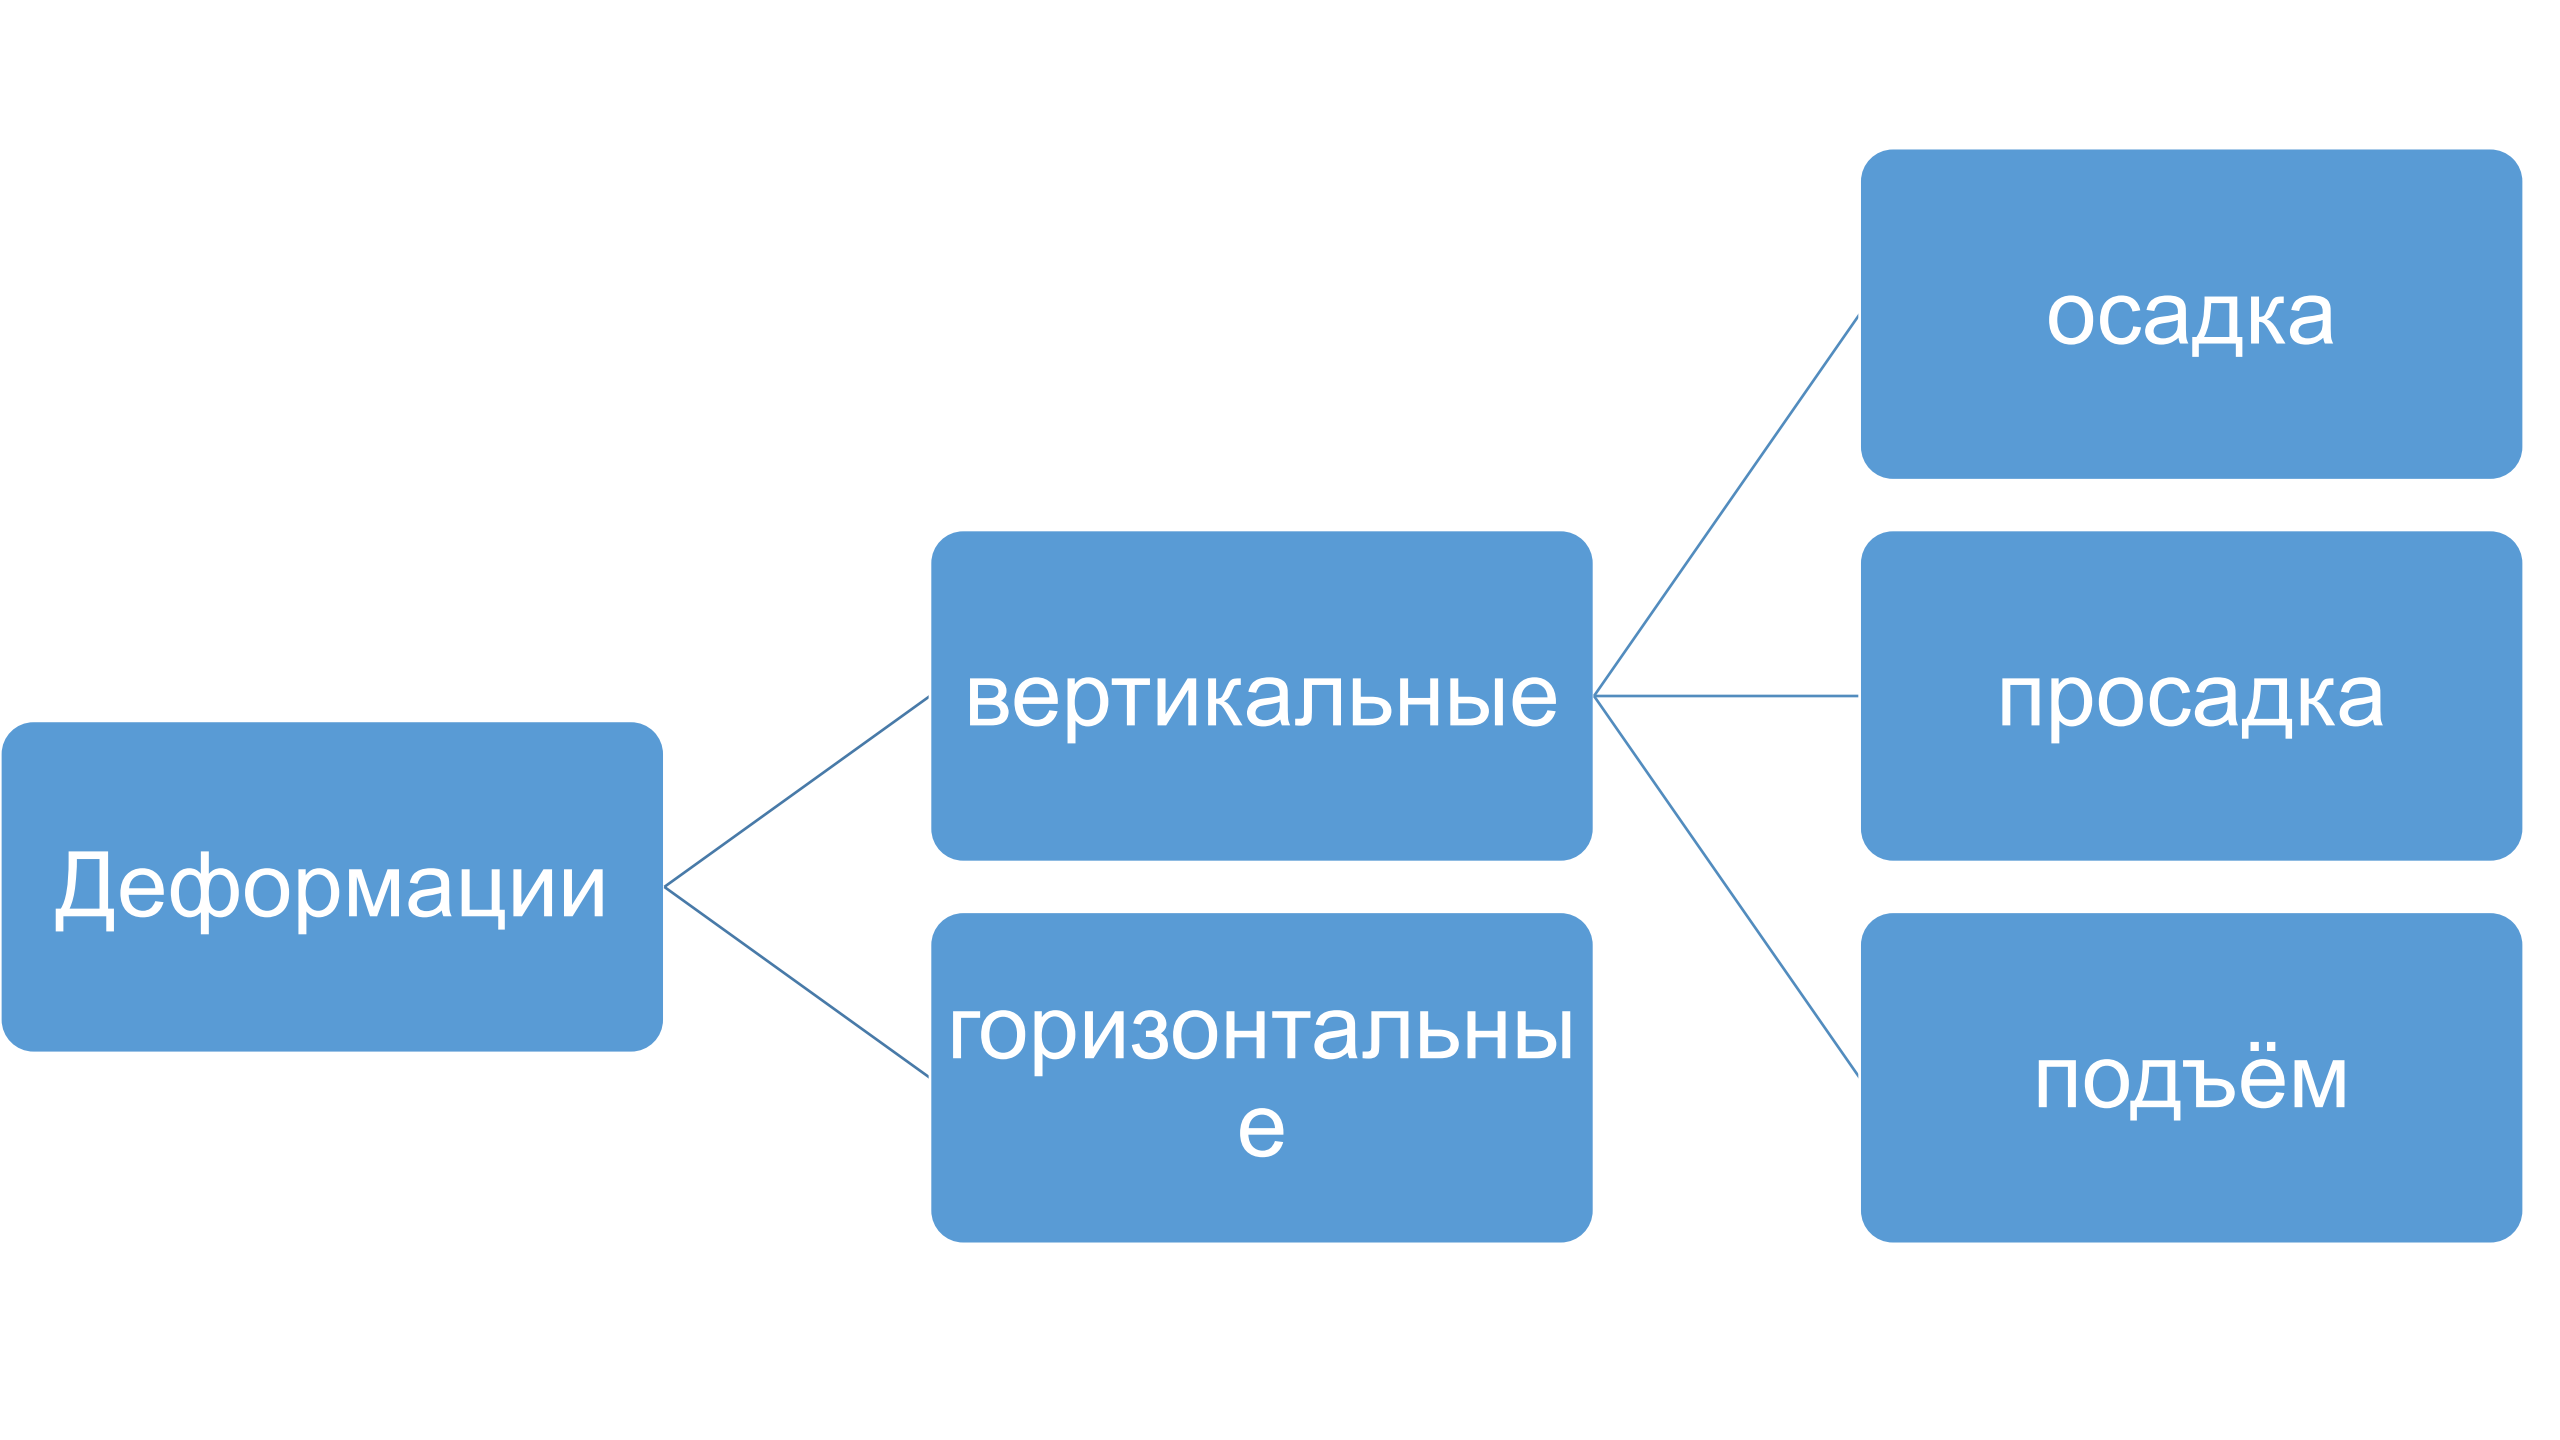 Деформации
вертикальные
горизонтальны
е
осадка
просадка
подъём